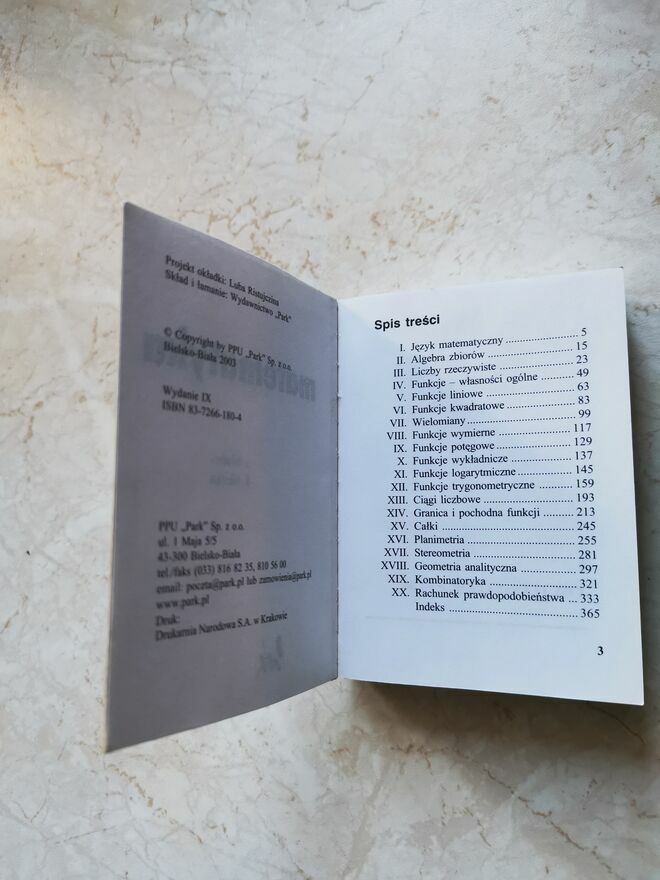 Projekt okładki: Luba Ristujczina
Skład i łamanie: Wydawnictwo „Park”
© Copyright by PPU „Park” Sp. z o.o.
Bielsko-Biała 2003
Wydanie IX
ISBN 83-7266-180-4
PPU „Park” Sp. z o.o.
ul. 1 Maja 5/5
43-300 Bielsko-Biała
tel./faks (033) 816 82 35, 810 56 00
email: poczta@park.pl lub zamowienia@park.pl
www.park.pl
Druk:
Drukarnia Narodowa S.A. w Krakowie
Spis treści
I. Język matematyczny ........................ 5
II. Algebra zbiorów ........................ 15
III. Liczby rzeczywiste ........................ 23
IV. Funkcje – własności ogólne ........................ 49
V. Funkcje liniowe ........................ 63
VI. Funkcje kwadratowe ........................ 83
VII. Wielomiany ........................ 99
VIII. Funkcje wymierne ........................ 117
IX. Funkcje potęgowe ........................ 129
X. Funkcje wykładnicze ........................ 137
XI. Funkcje logarytmiczne ........................ 145
XII. Funkcje trygonometryczne ........................ 159
XIII. Ciągi liczbowe ........................ 193
XIV. Granica i pochodna funkcji ........................ 213
XV. Całki ........................ 245
XVI. Planimetria ........................ 255
XVII. Stereometria ........................ 281
XVIII. Geometria analityczna ........................ 297
XIX. Kombinatoryka ........................ 321
XX. Rachunek prawdopodobieństwa ... 333
Indeks ........................ 365
3